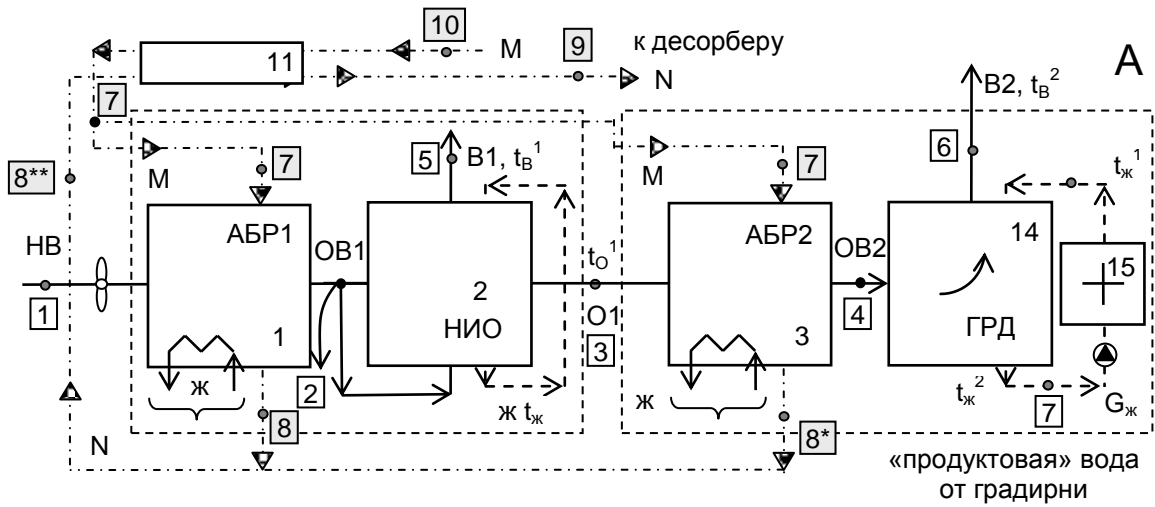 10
М
9
к десорберу
N
А
11
7
В2, tв²
8**
М
7
5
В1, tв¹
М
7
6
tж¹
НВ
АБР1
ОВ1
tО¹
АБР2
ОВ2
14
15
1
1
2
НИО
О1
3
3
4
ГРД
ж
2
ж tж
ж
tж²
7
Gж
8
8*
N
«продуктовая» вода
от градирни